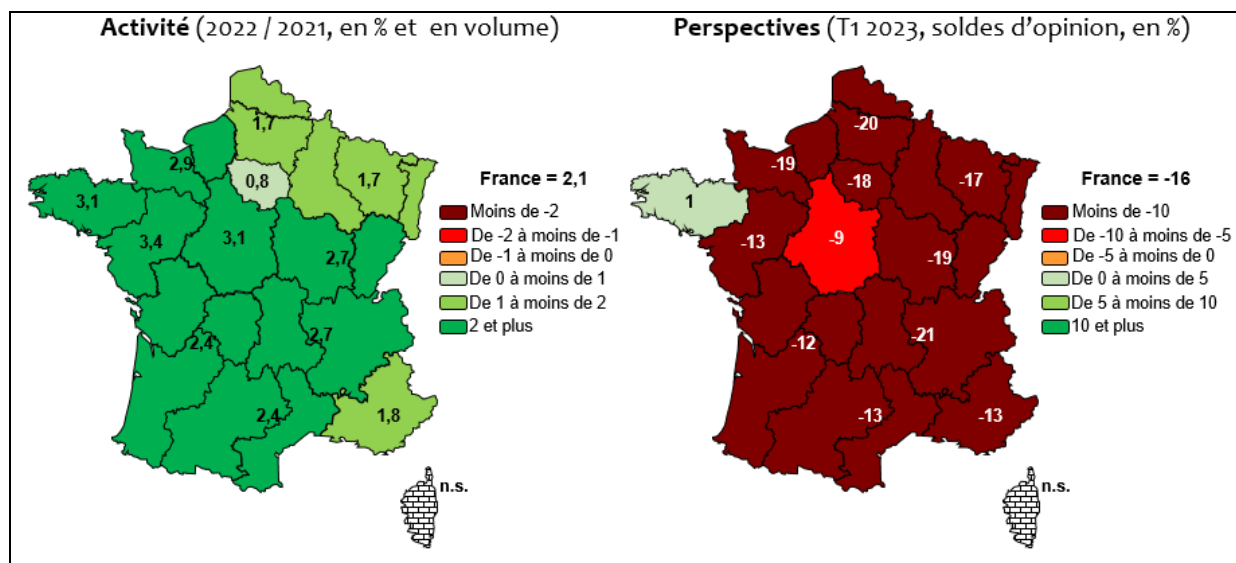 Activité (2022 / 2021, en % et en volume)
1,7
2,9
0,8
1,7
3,1
3,4
3,1
2,7
2,4
2,7
2,4
1,8
n.s.
France = 2,1
Moins de -2
De -2 à moins de -1
De -1 à moins de 0
De 0 à moins de 1
De 1 à moins de 2
2 et plus
Perspectives (T1 2023, soldes d'opinion, en %)
-20
-19
-18
-17
1
-13
-9
-19
-12
-21
-13
-13
n.s.
France = -16
Moins de -10
De -10 à moins de -5
De -5 à moins de 0
De 0 à moins de 5
De 5 à moins de 10
10 et plus